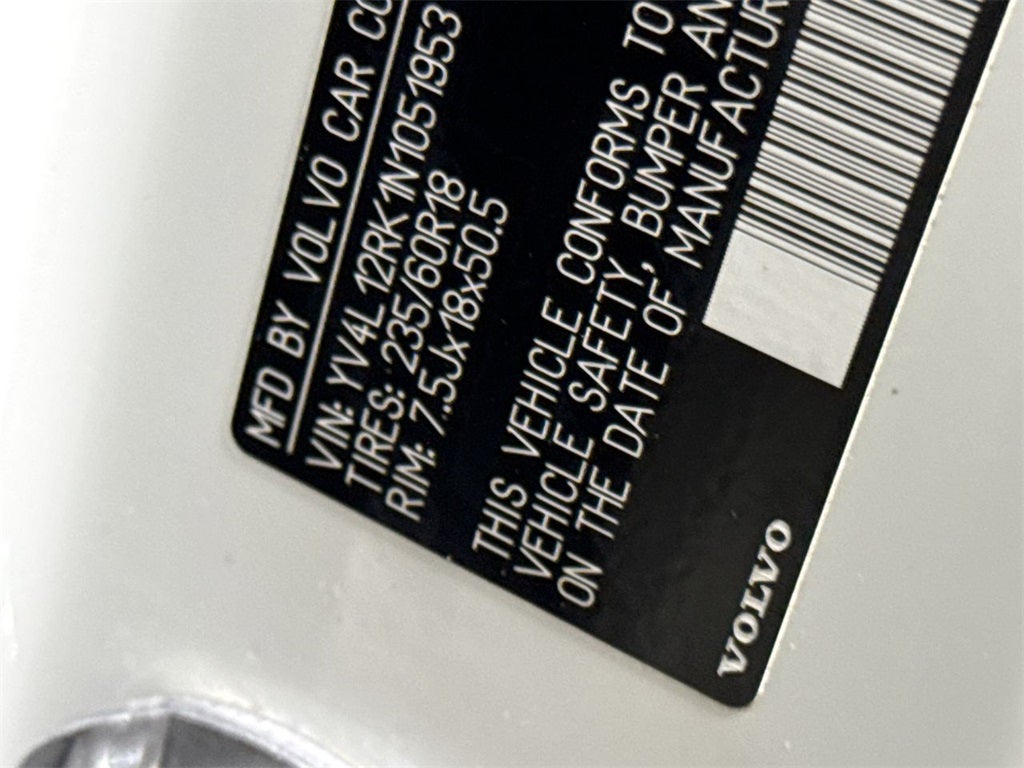 MFD BY VOLVO CAR CO
VIN: YV4L12RK1N1051953
TIRES: 235/60R18
RIM: 7.5Jx18x50.5
THIS VEHICLE CONFORMS TO
VEHICLE SAFETY, BUMPER AN
ON THE DATE OF MANUFACTUR
VOLVO